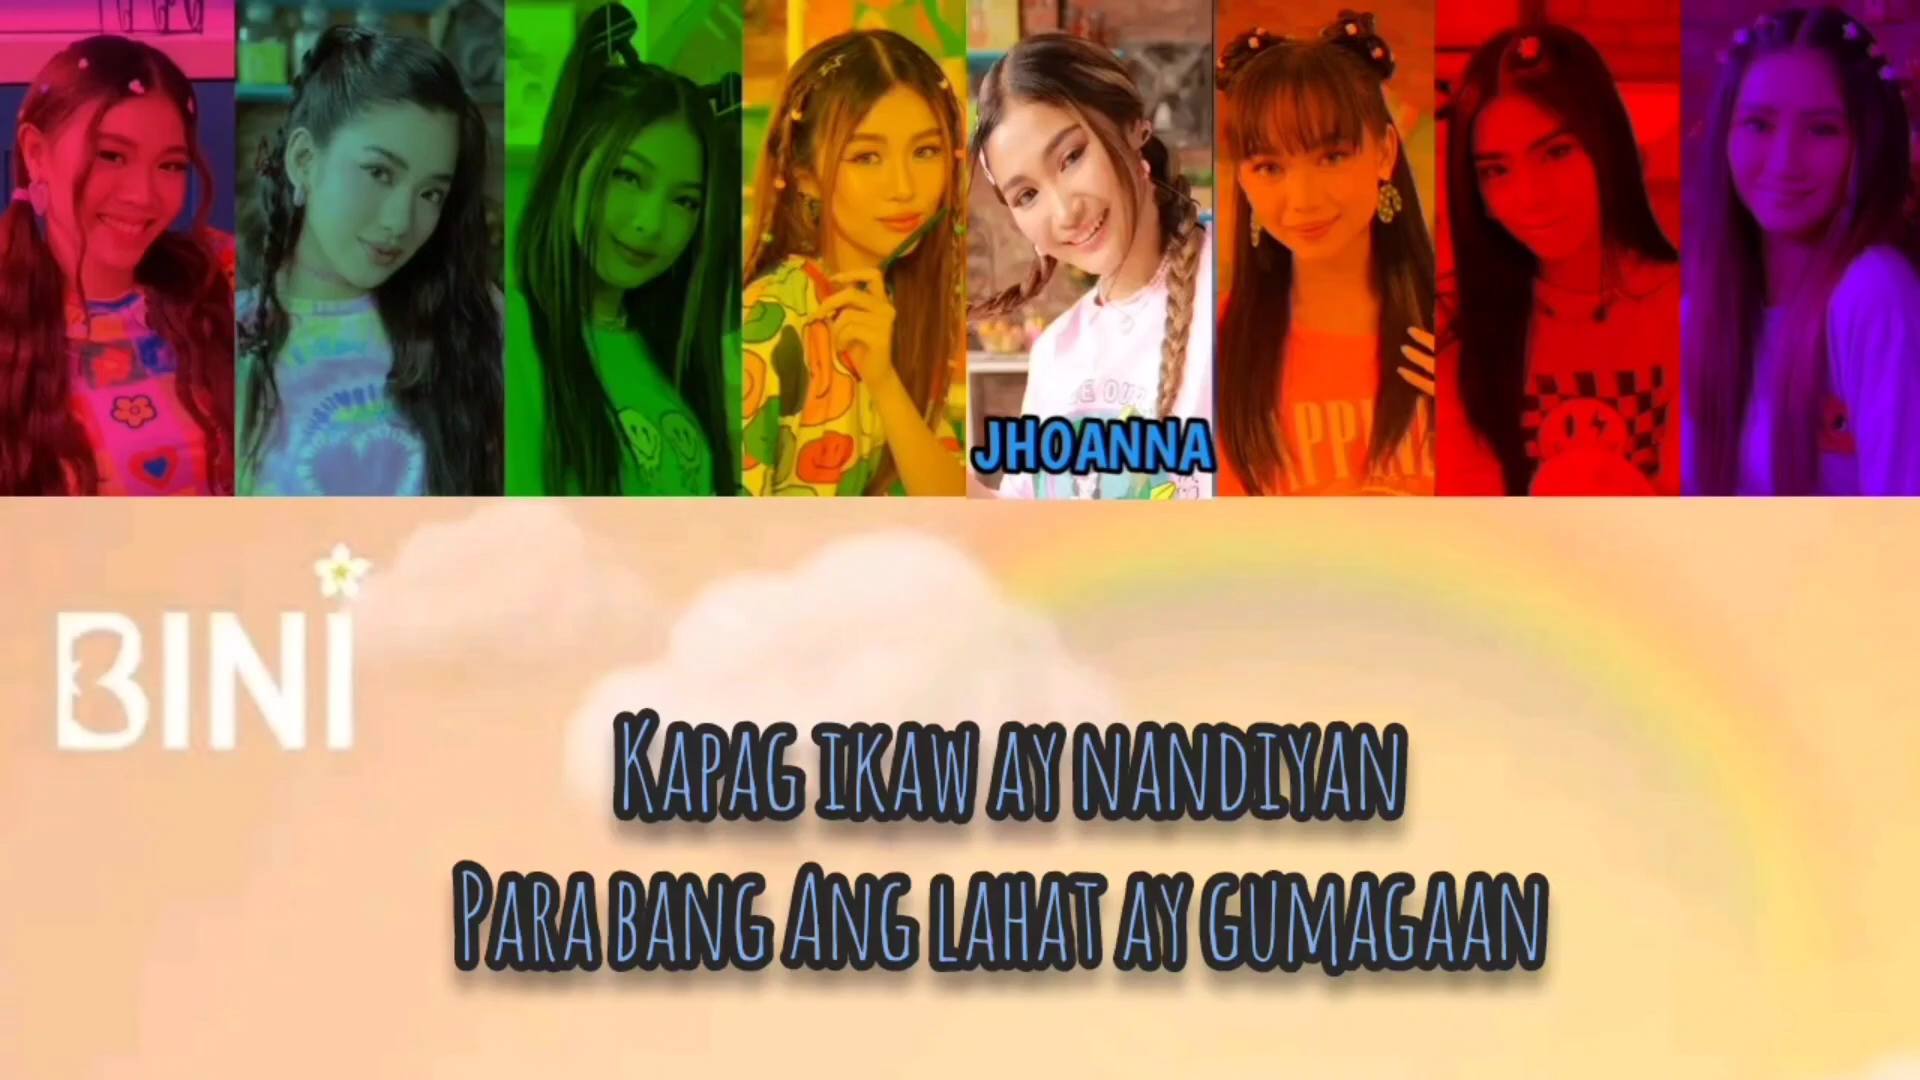 JHOANNA
BINI
KAPAG IKAW AY NANDIYAN
PARA BANG ANG LAHAT AY GUMAGAAN